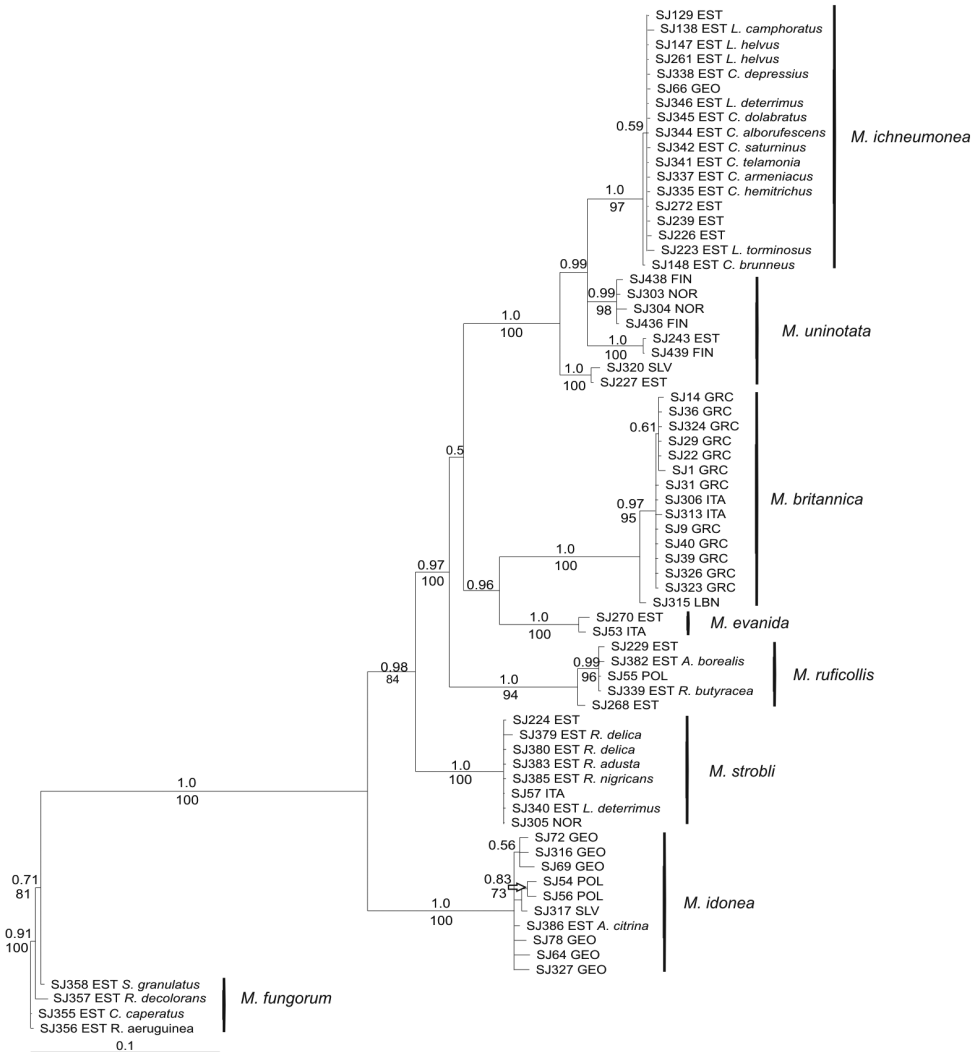 SJ129 EST
SJ138 EST L. camphoratus
SJ147 EST L. helvus
SJ261 EST L. helvus
SJ338 EST C. depressius
SJ66 GEO
SJ346 EST L. deterrimus
SJ345 EST C. dolabratus
0.59
SJ344 EST C. alborufescens
M. ichneumonea
SJ342 EST C. saturninus
SJ341 EST C. telamonia
SJ337 EST C. armeniacus
1.0
SJ335 EST C. hemitrichus
97
SJ272 EST
SJ239 EST
SJ226 EST
SJ223 EST L. torminosus
0.99
SJ148 EST C. brunneus
SJ438 FIN
0.99
SJ303 NOR
98
SJ304 NOR
1.0
SJ436 FIN
M. uninotata
100
1.0
SJ243 EST
100
SJ439 FIN
1.0
SJ320 SLV
100
SJ227 EST
SJ14 GRC
SJ36 GRC
0.61
SJ324 GRC
SJ29 GRC
0.5
SJ22 GRC
SJ1 GRC
SJ31 GRC
0.97
SJ306 ITA
M. britannica
95
SJ313 ITA
SJ9 GRC
SJ40 GRC
1.0
SJ39 GRC
100
0.97
SJ326 GRC
100
0.96
SJ323 GRC
SJ315 LBN
1.0
SJ270 EST
M. evanida
100
SJ53 ITA
SJ229 EST
0.99
SJ382 EST A. borealis
0.98
84
1.0
96
SJ55 POL
M. ruficollis
94
SJ339 EST R. butyracea
SJ268 EST
SJ224 EST
SJ379 EST R. delica
SJ380 EST R. delica
1.0
SJ383 EST R. adusta
M. strobli
100
SJ385 EST R. nigricans
1.0
SJ57 ITA
100
SJ340 EST L. deterrimus
SJ305 NOR
SJ72 GEO
0.56
SJ316 GEO
SJ69 GEO
0.71
0.83
SJ54 POL
81
73
SJ56 POL
1.0
SJ317 SLV
M. idonea
100
SJ386 EST A. citrina
0.91
SJ78 GEO
100
SJ64 GEO
SJ327 GEO
SJ358 EST S. granulatus
SJ357 EST R. decolorans
M. fungorum
SJ355 EST C. caperatus
SJ356 EST R. aeruguinea
0.1